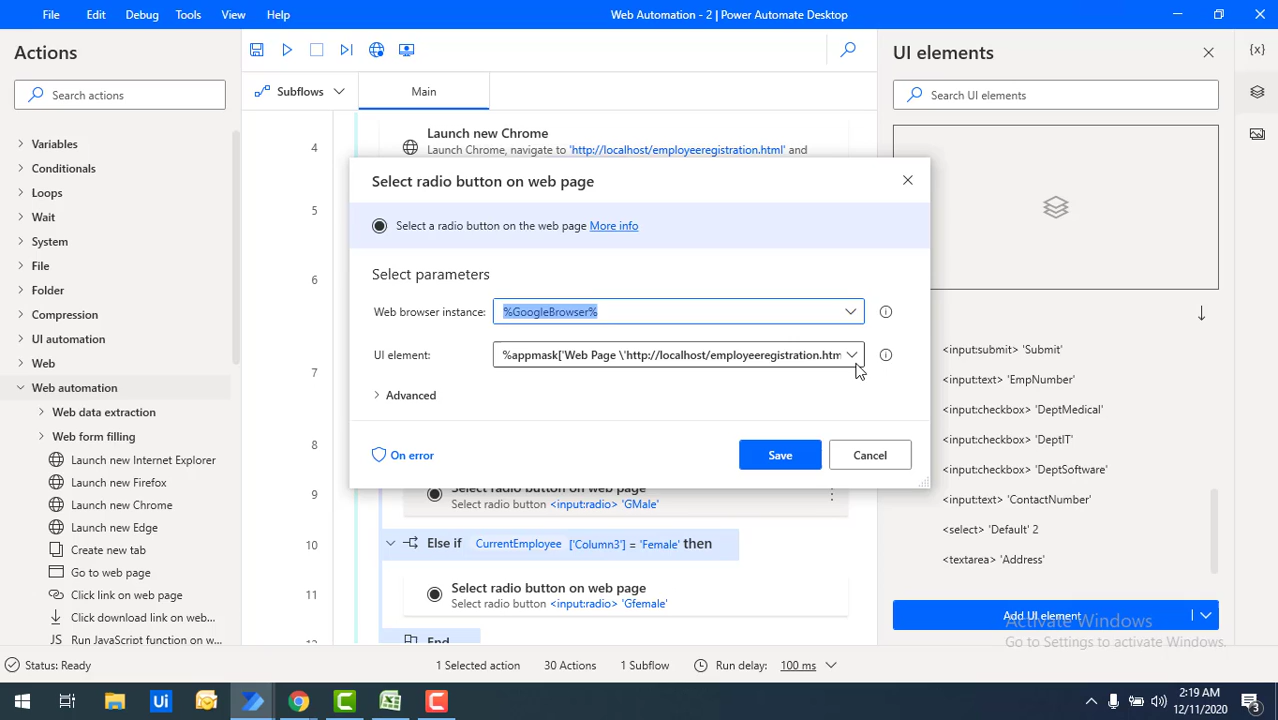 File Edit Debug Tools View Help Web Automation - 2 | Power Automate Desktop
Actions
Search actions
Variables
Conditionals
Loops
Wait
System
File
Folder
Compression
UI automation
Web
Web automation
Web data extraction
Web form filling
Launch new Internet Explorer
Launch new Firefox
Launch new Chrome
Launch new Edge
Create new tab
Go to web page
Click link on web page
Click download link on web...
Run JavaScript function on w...
Subflows Main
4 Launch new Chrome
Launch Chrome, navigate to 'http://localhost/employeeregistration.html' and
5
6
7
8
Select radio button on web page
Select a radio button on the web page More info
Select parameters
Web browser instance: %GoogleBrowser%
UI element: %appmask['Web Page \'http://localhost/employeeregistration.htm
Advanced
On error Save Cancel
9 Select radio button on web page
Select radio button <input:radio> 'GMale'
10 Else if CurrentEmployee ['Column3'] = 'Female' then
11 Select radio button on web page
Select radio button <input:radio> 'Gfemale'
12 End
UI elements {x}
Search UI elements
<input:submit> 'Submit'
<input:text> 'EmpNumber'
<input:checkbox> 'DeptMedical'
<input:checkbox> 'DeptIT'
<input:checkbox> 'DeptSoftware'
<input:text> 'ContactNumber'
<select> 'Default' 2
<textarea> 'Address'
Add UI element
Activate Windows
Go to Settings to activate Windows.
Status: Ready 1 Selected action 30 Actions 1 Subflow Run delay: 100 ms
Ui
2:19 AM
12/11/2020
3